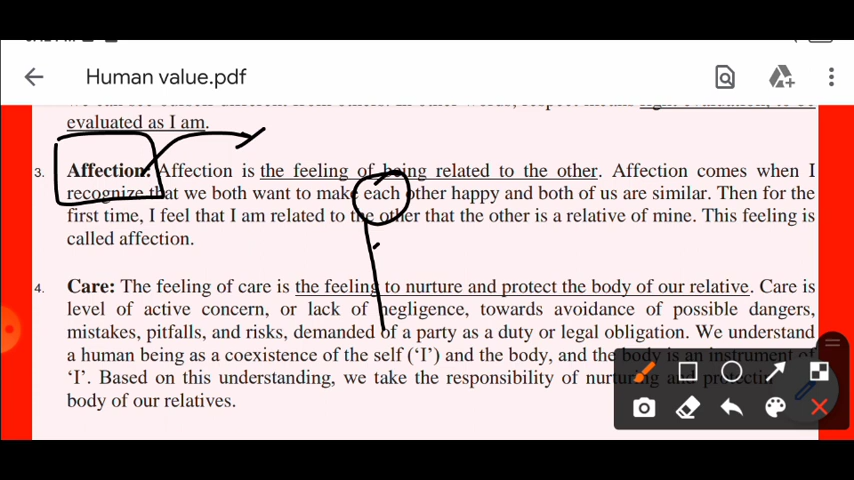 Human value.pdf
evaluated as I am.
3. Affection: Affection is the feeling of being related to the other. Affection comes when I
recognize that we both want to make each other happy and both of us are similar. Then for the
first time, I feel that I am related to the other that the other is a relative of mine. This feeling is
called affection.
4. Care: The feeling of care is the feeling to nurture and protect the body of our relative. Care is
level of active concern, or lack of negligence, towards avoidance of possible dangers,
mistakes, pitfalls, and risks, demanded of a party as a duty or legal obligation. We understand
a human being as a coexistence of the self (‘I’) and the body, and the body is an instrument of
‘I’. Based on this understanding, we take the responsibility of nurturing and protectin
body of our relatives.